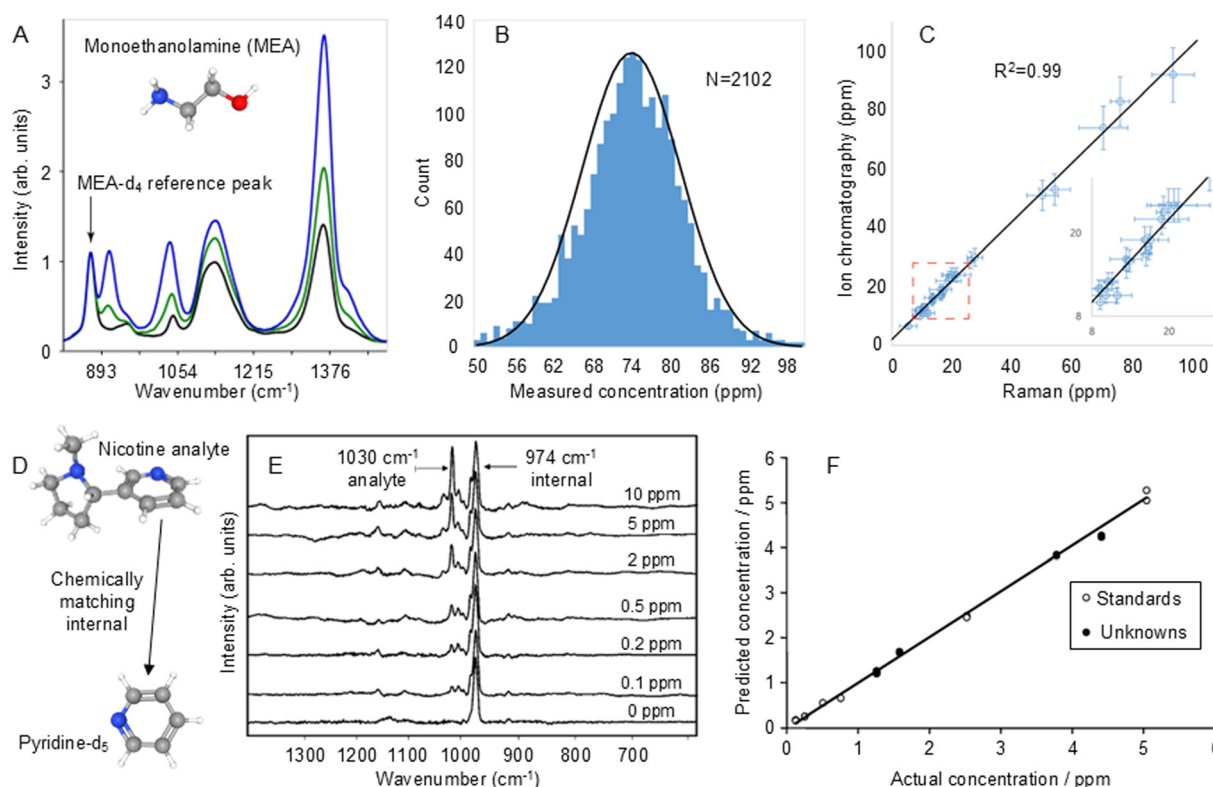 A
Monoethanolamine (MEA)
MEA-d4 reference peak
Intensity (arb. units)
3
2
1
0
893 1054 1215 1376
Wavenumber (cm-1)
B
N=2102
Count
140
120
100
80
60
40
20
0
50 56 62 68 74 80 86 92 98
Measured concentration (ppm)
C
R2=0.99
Ion chromatography (ppm)
100
80
60
40
20
0
0 20 40 60 80 100
Raman (ppm)
20
8
8 20
D
Nicotine analyte
Chemically
matching
internal
Pyridine-d5
E
1030 cm-1
analyte
974 cm-1
internal
10 ppm
5 ppm
2 ppm
0.5 ppm
0.2 ppm
0.1 ppm
0 ppm
Intensity (arb. units)
1300 1200 1100 1000 900 800 700
Wavenumber (cm-1)
F
Predicted concentration / ppm
6
5
4
3
2
1
0
0 1 2 3 4 5 6
Standards
Unknowns
Actual concentration / ppm